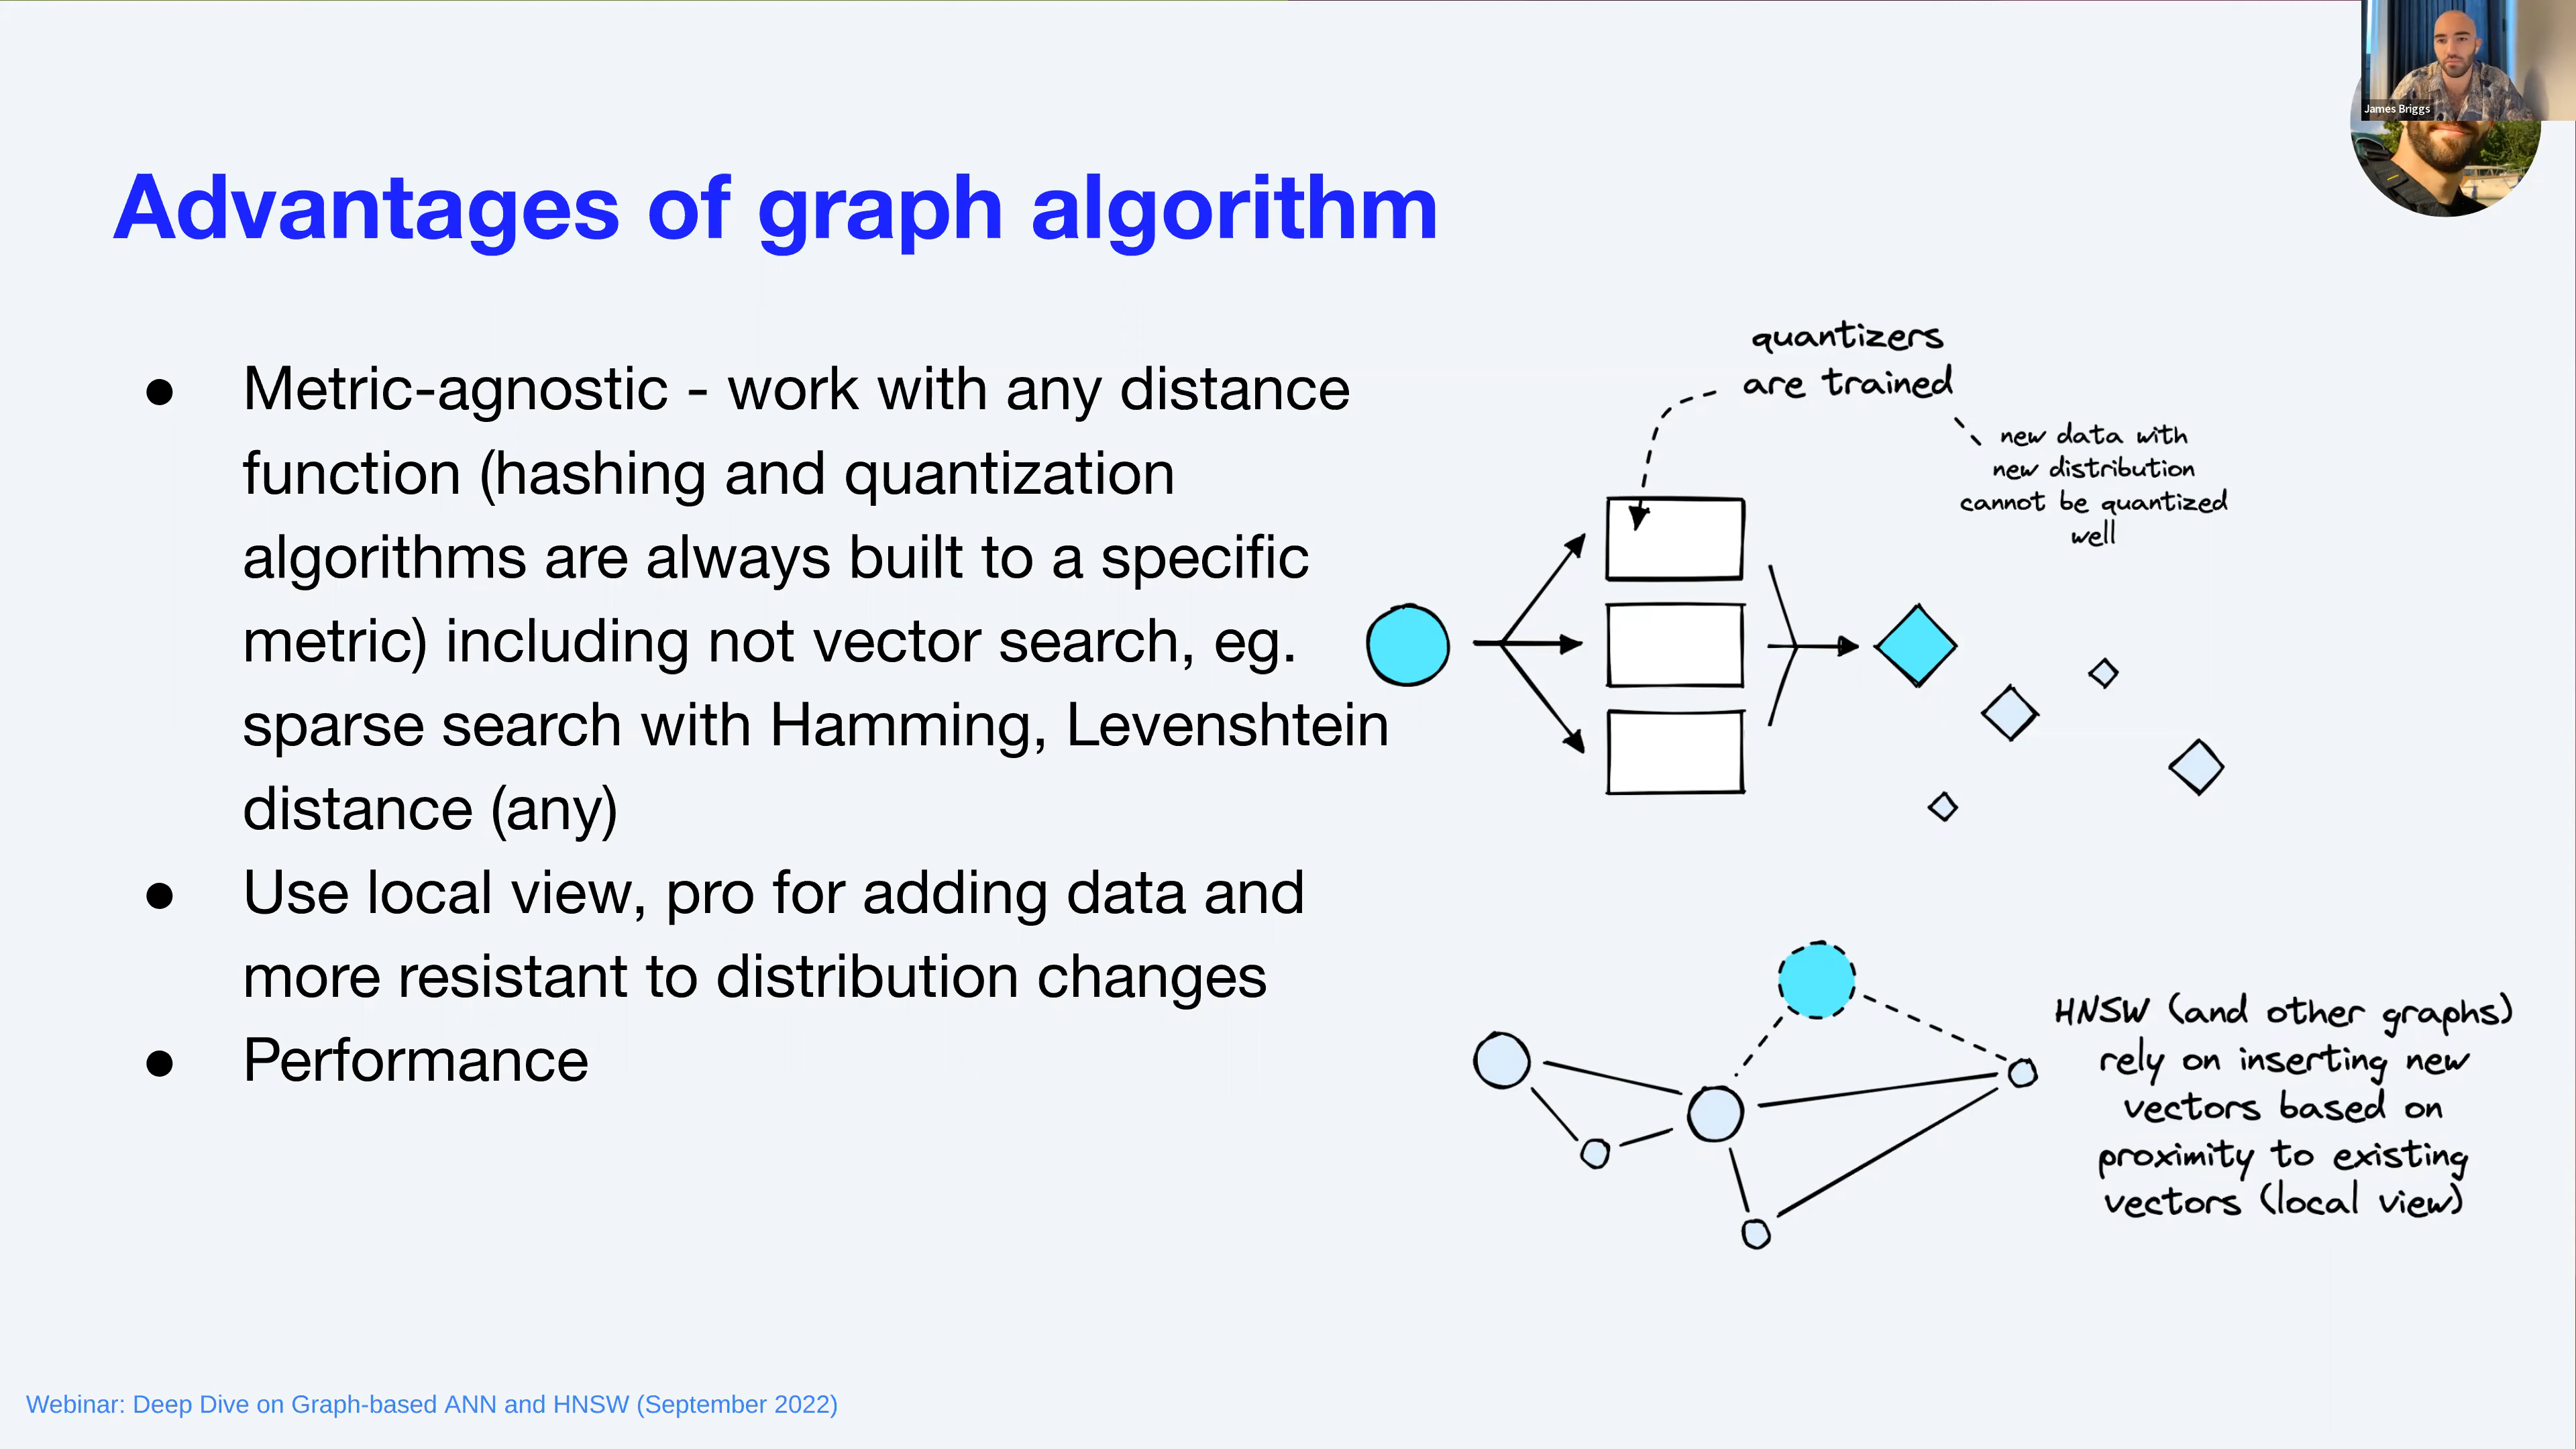 James Briggs
Advantages of graph algorithm
● Metric-agnostic - work with any distance
function (hashing and quantization
algorithms are always built to a specific
metric) including not vector search, eg.
sparse search with Hamming, Levenshtein
distance (any)
● Use local view, pro for adding data and
more resistant to distribution changes
● Performance
quantizers
are trained
new data with
new distribution
cannot be quantized
well
HNSW (and other graphs)
rely on inserting new
vectors based on
proximity to existing
vectors (local view)
Webinar: Deep Dive on Graph-based ANN and HNSW (September 2022)